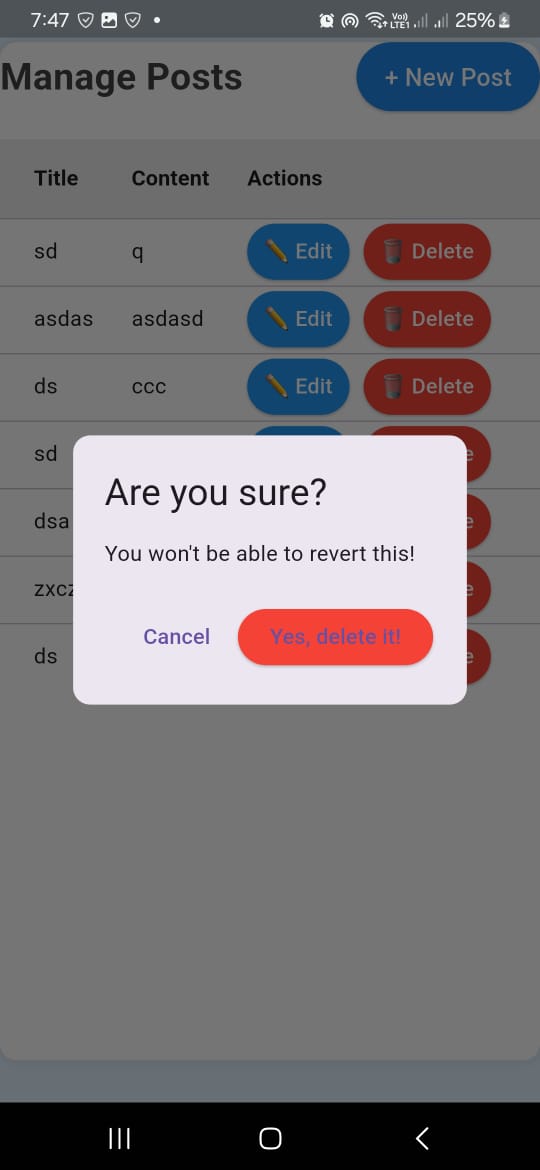 7:47 Vo)) LTE1 25%
Manage Posts + New Post
Title Content Actions
sd q Edit Delete
asdas asdasd Edit Delete
ds ccc Edit Delete
sd
dsa
zxcz
ds
Are you sure?
You won't be able to revert this!
Cancel Yes, delete it!